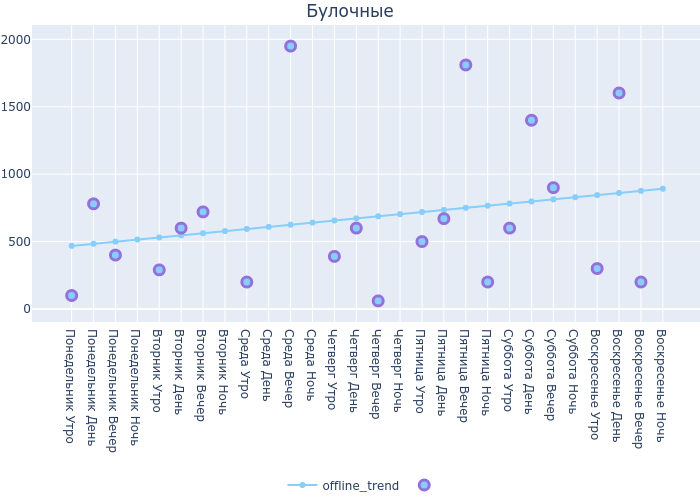 Булочные
2000
1500
1000
500
0
Понедельник Утро
Понедельник День
Понедельник Вечер
Понедельник Ночь
Вторник Утро
Вторник День
Вторник Вечер
Вторник Ночь
Среда Утро
Среда День
Среда Вечер
Среда Ночь
Четверг Утро
Четверг День
Четверг Вечер
Четверг Ночь
Пятница Утро
Пятница День
Пятница Вечер
Пятница Ночь
Суббота Утро
Суббота День
Суббота Вечер
Суббота Ночь
Воскресенье Утро
Воскресенье День
Воскресенье Вечер
Воскресенье Ночь
offline_trend